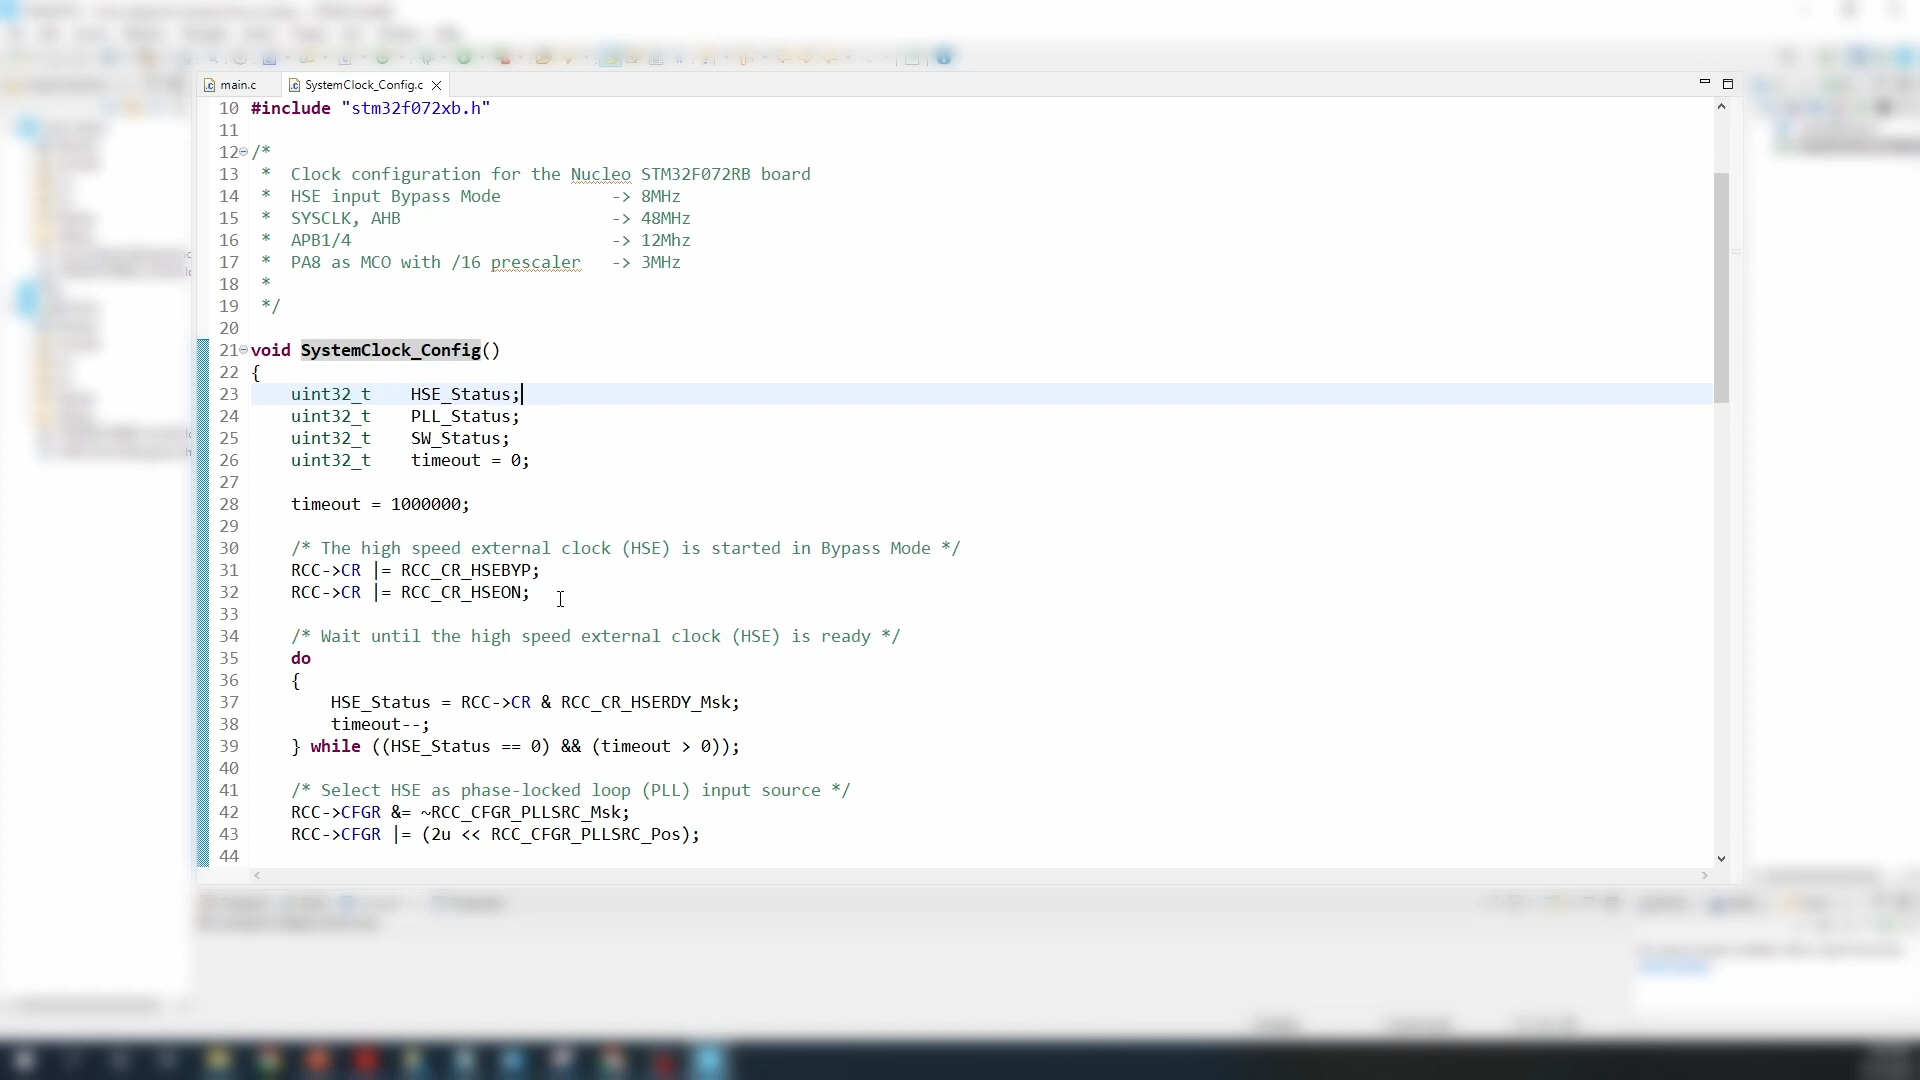 main.c
SystemClock_Config.c
10 #include "stm32f072xb.h"
11
12 /*
13  *  Clock configuration for the Nucleo STM32F072RB board
14  *  HSE input Bypass Mode           -> 8MHz
15  *  SYSCLK, AHB                     -> 48MHz
16  *  APB1/4                          -> 12Mhz
17  *  PA8 as MCO with /16 prescaler   -> 3MHz
18  *
19  */
20
21 void SystemClock_Config()
22 {
23     uint32_t    HSE_Status;
24     uint32_t    PLL_Status;
25     uint32_t    SW_Status;
26     uint32_t    timeout = 0;
27
28     timeout = 1000000;
29
30     /* The high speed external clock (HSE) is started in Bypass Mode */
31     RCC->CR |= RCC_CR_HSEBYP;
32     RCC->CR |= RCC_CR_HSEON;
33
34     /* Wait until the high speed external clock (HSE) is ready */
35     do
36     {
37         HSE_Status = RCC->CR & RCC_CR_HSERDY_Msk;
38         timeout--;
39     } while ((HSE_Status == 0) && (timeout > 0));
40
41     /* Select HSE as phase-locked loop (PLL) input source */
42     RCC->CFGR &= ~RCC_CFGR_PLLSRC_Msk;
43     RCC->CFGR |= (2u << RCC_CFGR_PLLSRC_Pos);
44